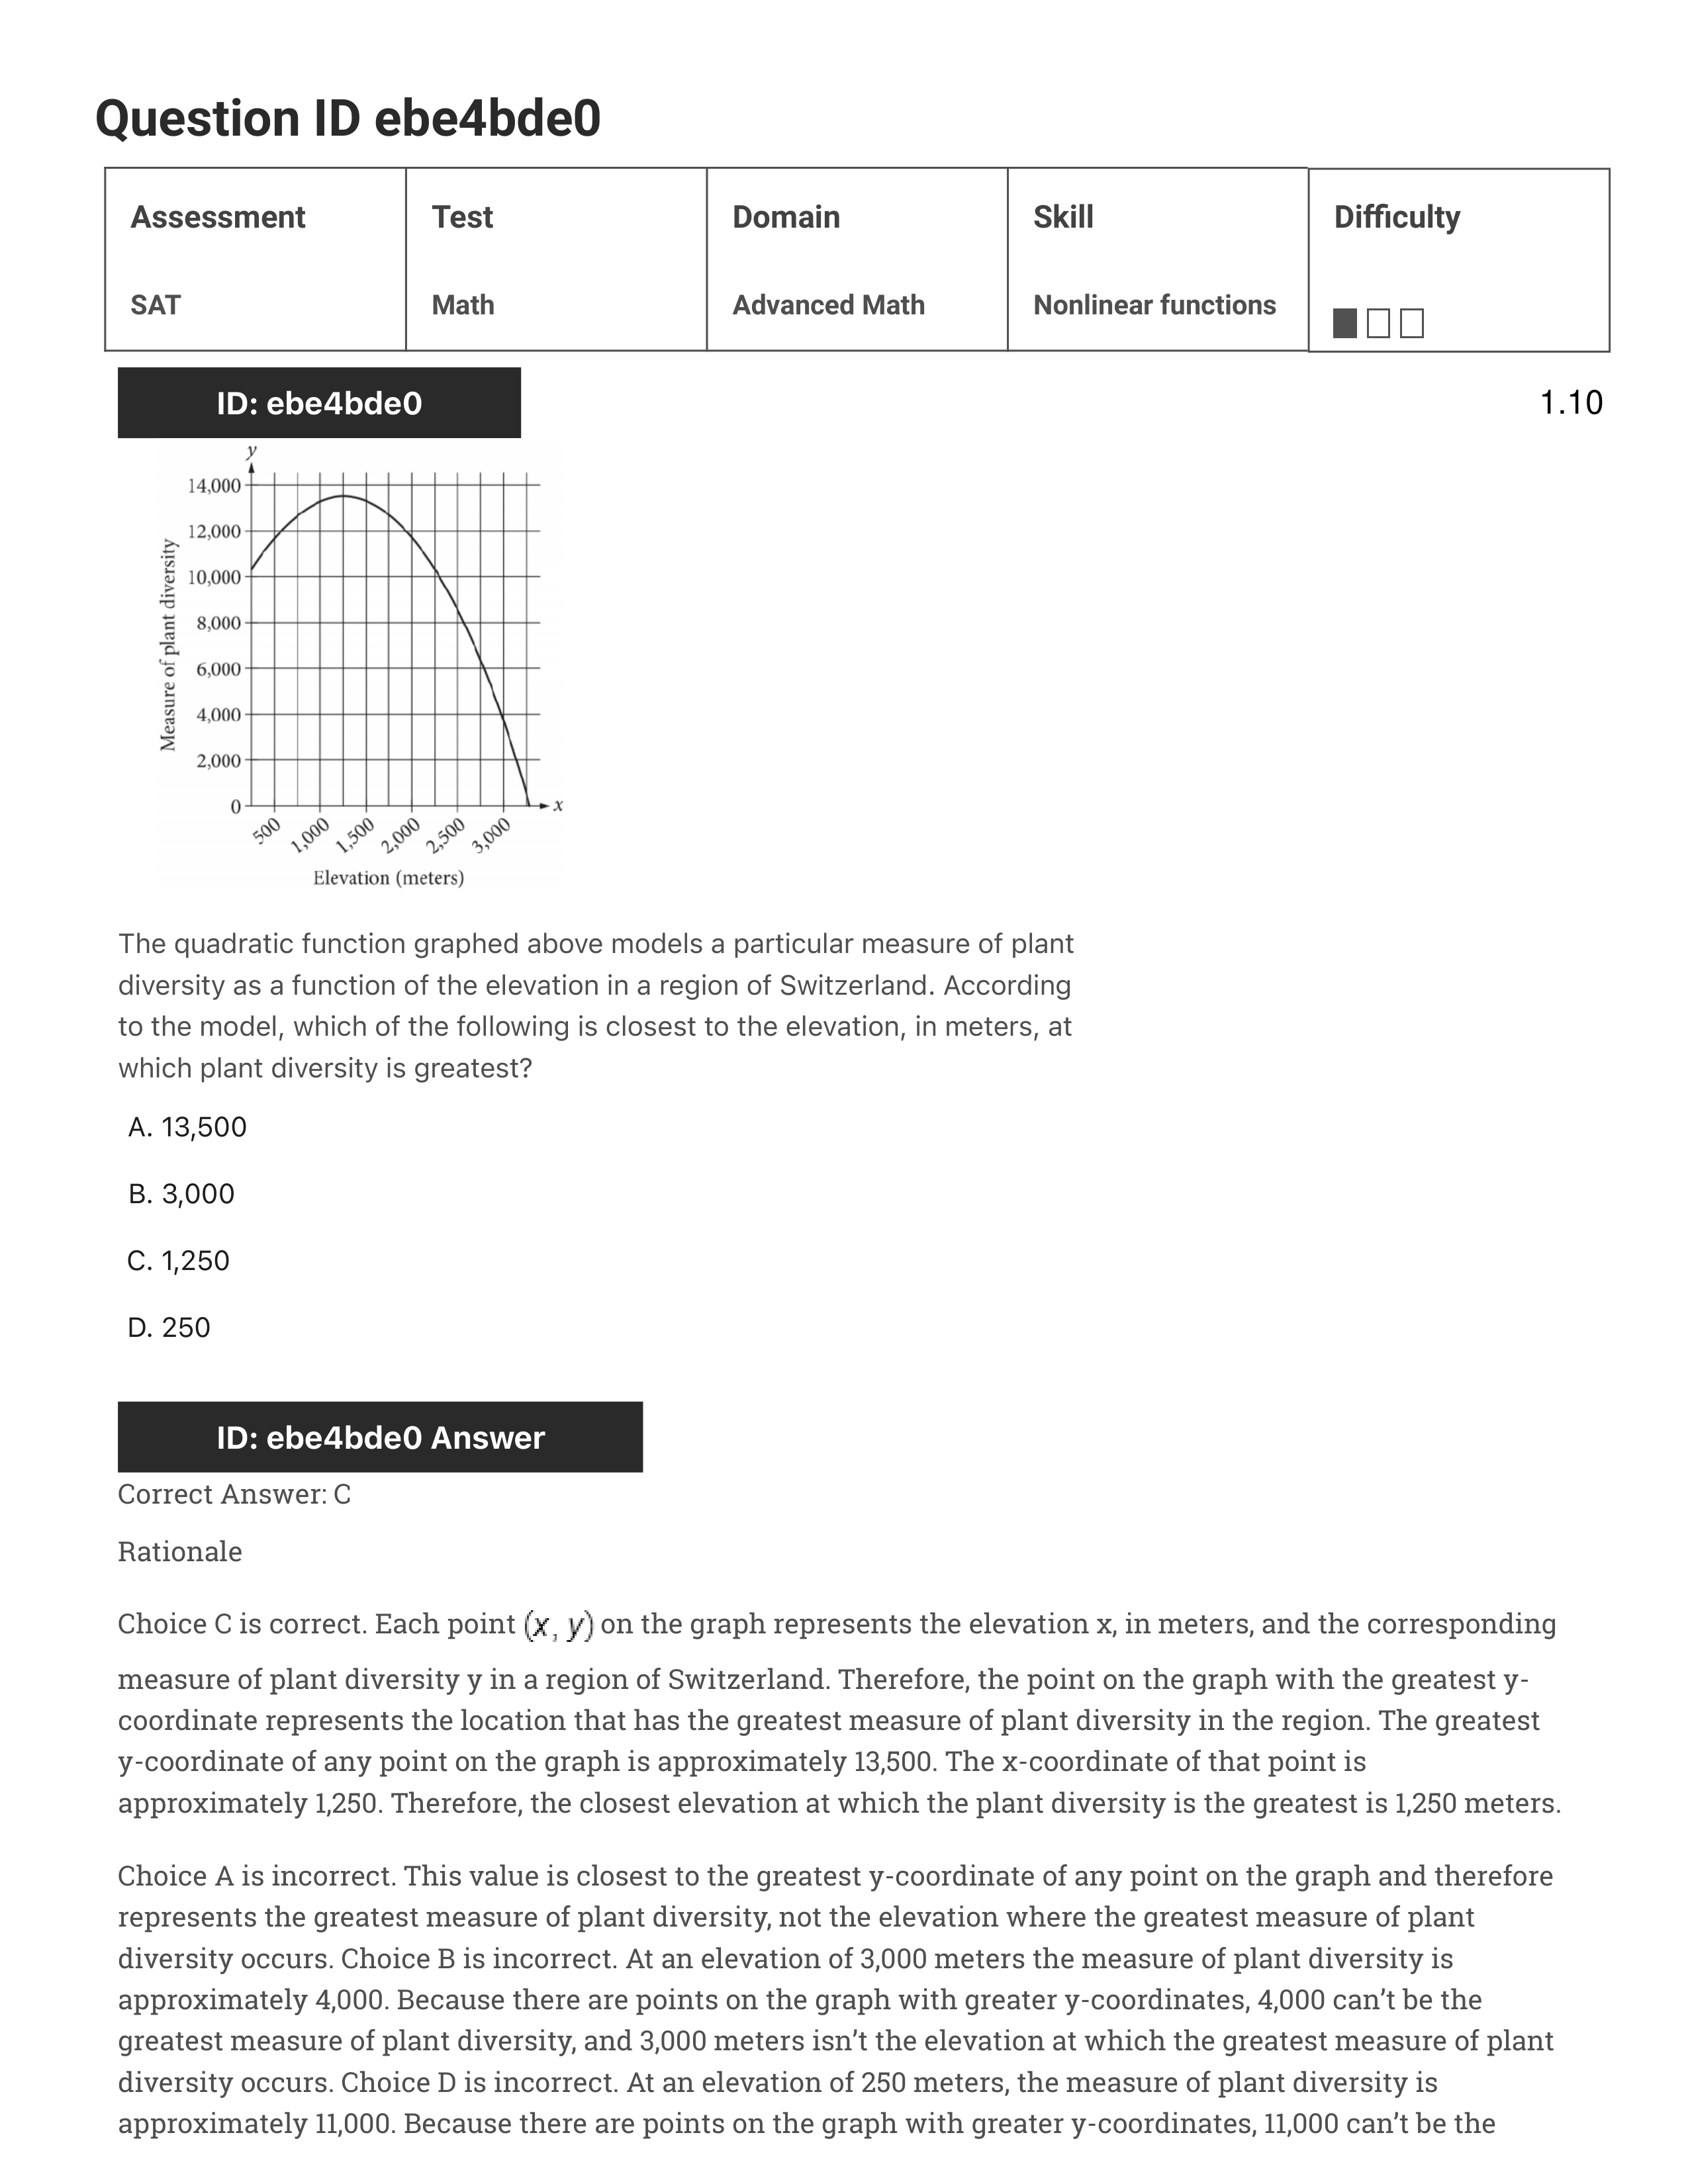 Question ID ebe4bde0
Assessment Test Domain Skill Difficulty
SAT Math Advanced Math Nonlinear functions
ID: ebe4bde0
1.10
y
14,000
12,000
10,000
8,000
6,000
4,000
2,000
0
x
Measure of plant diversity
500 1,000 1,500 2,000 2,500 3,000
Elevation (meters)
The quadratic function graphed above models a particular measure of plant
diversity as a function of the elevation in a region of Switzerland. According
to the model, which of the following is closest to the elevation, in meters, at
which plant diversity is greatest?
A. 13,500
B. 3,000
C. 1,250
D. 250
ID: ebe4bde0 Answer
Correct Answer: C
Rationale
Choice C is correct. Each point (x, y) on the graph represents the elevation x, in meters, and the corresponding
measure of plant diversity y in a region of Switzerland. Therefore, the point on the graph with the greatest y-
coordinate represents the location that has the greatest measure of plant diversity in the region. The greatest
y-coordinate of any point on the graph is approximately 13,500. The x-coordinate of that point is
approximately 1,250. Therefore, the closest elevation at which the plant diversity is the greatest is 1,250 meters.
Choice A is incorrect. This value is closest to the greatest y-coordinate of any point on the graph and therefore
represents the greatest measure of plant diversity, not the elevation where the greatest measure of plant
diversity occurs. Choice B is incorrect. At an elevation of 3,000 meters the measure of plant diversity is
approximately 4,000. Because there are points on the graph with greater y-coordinates, 4,000 can’t be the
greatest measure of plant diversity, and 3,000 meters isn’t the elevation at which the greatest measure of plant
diversity occurs. Choice D is incorrect. At an elevation of 250 meters, the measure of plant diversity is
approximately 11,000. Because there are points on the graph with greater y-coordinates, 11,000 can’t be the